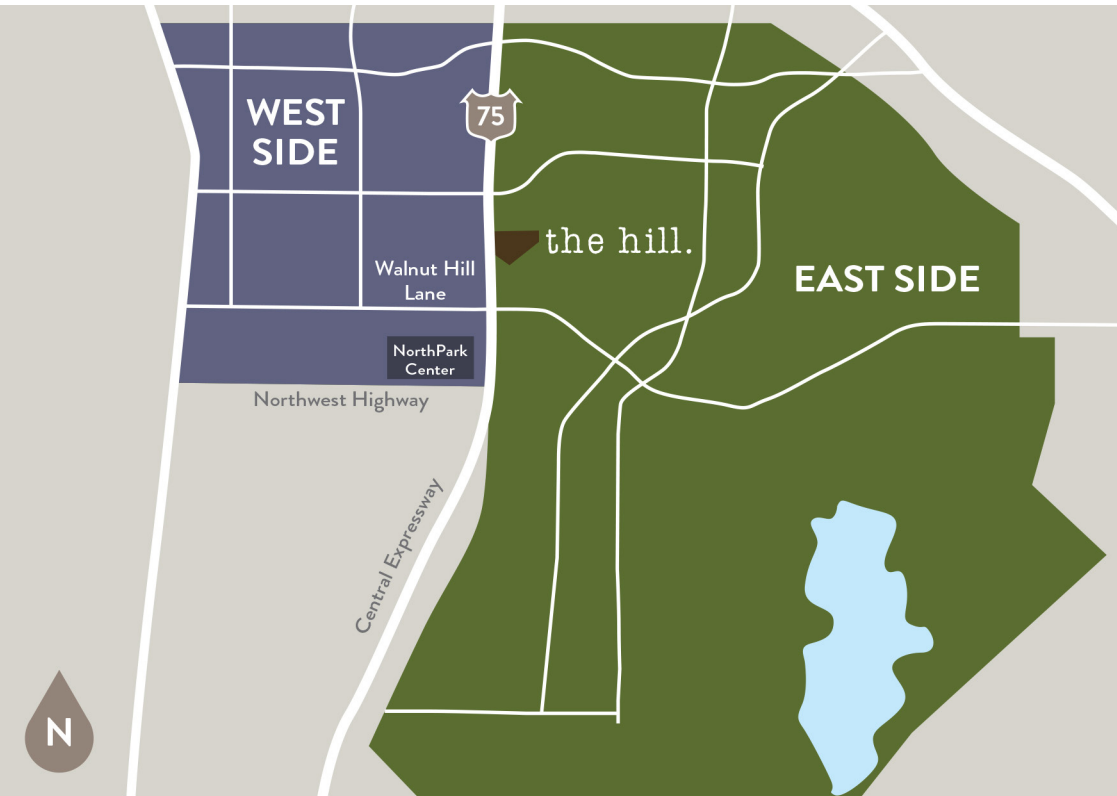 WEST
SIDE
75
the hill.
Walnut Hill
Lane
EAST SIDE
NorthPark
Center
Northwest Highway
Central Expressway
N